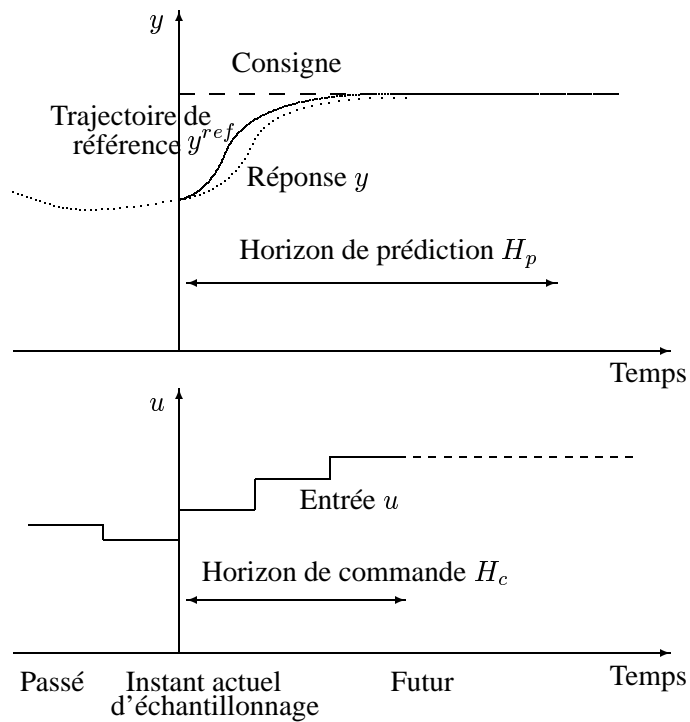 y
Consigne
Trajectoire de
référence y^{ref}
Réponse y
Horizon de prédiction H_p
Temps
u
Entrée u
Horizon de commande H_c
Passé
Instant actuel
d'échantillonnage
Futur
Temps